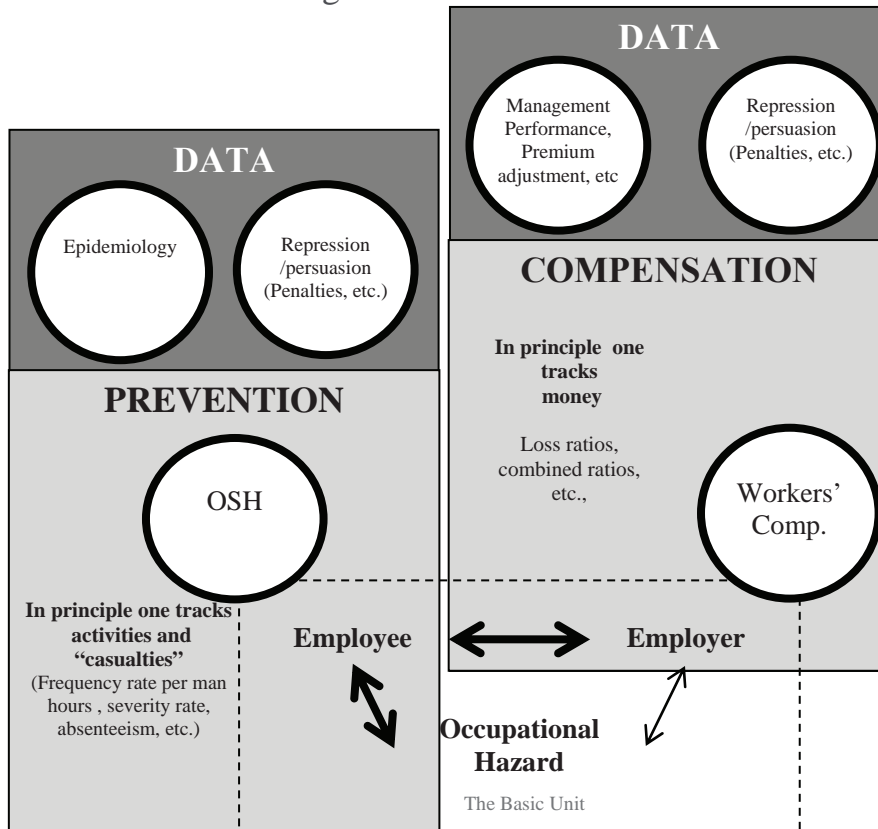 DATA
Management
Performance,
Premium
adjustment, etc
Repression
/persuasion
(Penalties, etc.)
DATA
Epidemiology
Repression
/persuasion
(Penalties, etc.)
COMPENSATION
In principle one
tracks
money
Loss ratios,
combined ratios,
etc.,
Workers’
Comp.
PREVENTION
OSH
In principle one tracks
activities and
“casualties”
(Frequency rate per man
hours , severity rate,
absenteeism, etc.)
Employee
Employer
Occupational
Hazard
The Basic Unit